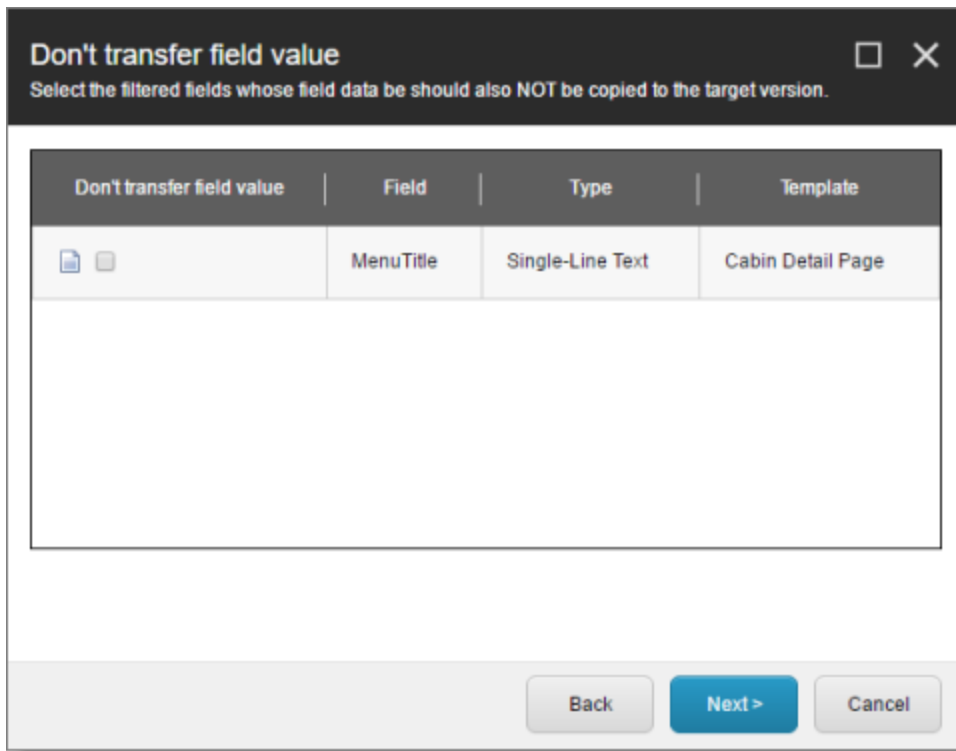 Don't transfer field value
Select the filtered fields whose field data be should also NOT be copied to the target version.
Don't transfer field value Field Type Template
MenuTitle Single-Line Text Cabin Detail Page
Back Next > Cancel